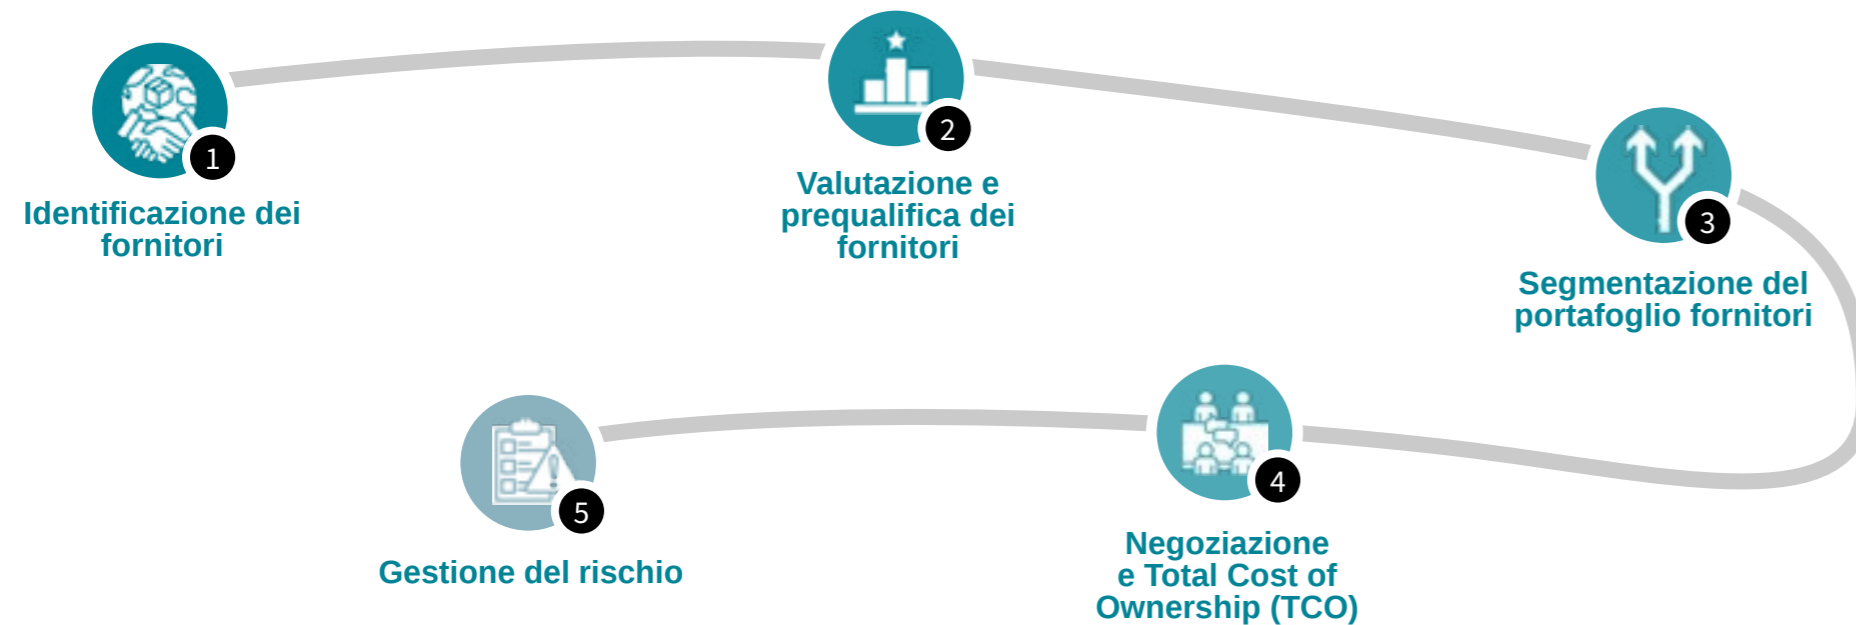 1
Identificazione dei
fornitori
2
Valutazione e
prequalifica dei
fornitori
3
Segmentazione del
portafoglio fornitori
4
Negoziazione
e Total Cost of
Ownership (TCO)
5
Gestione del rischio